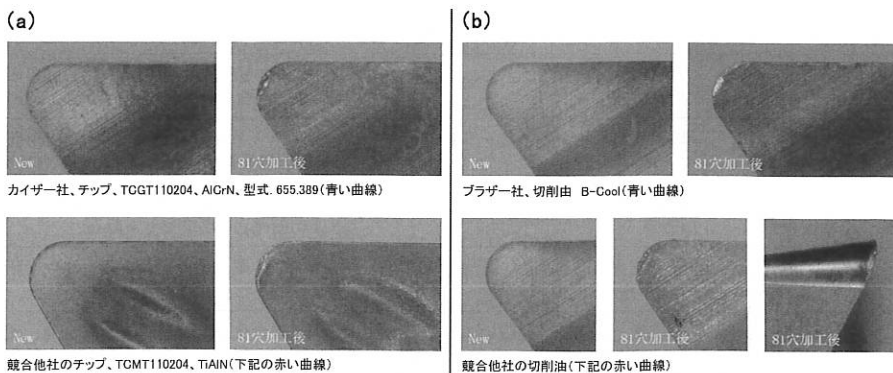 (a)
New
81穴加工後
カイザー社、チップ、TCGT110204、AlCrN、型式. 655.389(青い曲線)
New
81穴加工後
競合他社のチップ、TCMT110204、TiAlN(下記の赤い曲線)
(b)
New
81穴加工後
ブラザー社、切削由 B-Cool(青い曲線)
New
81穴加工後
81穴加工後
競合他社の切削油(下記の赤い曲線)